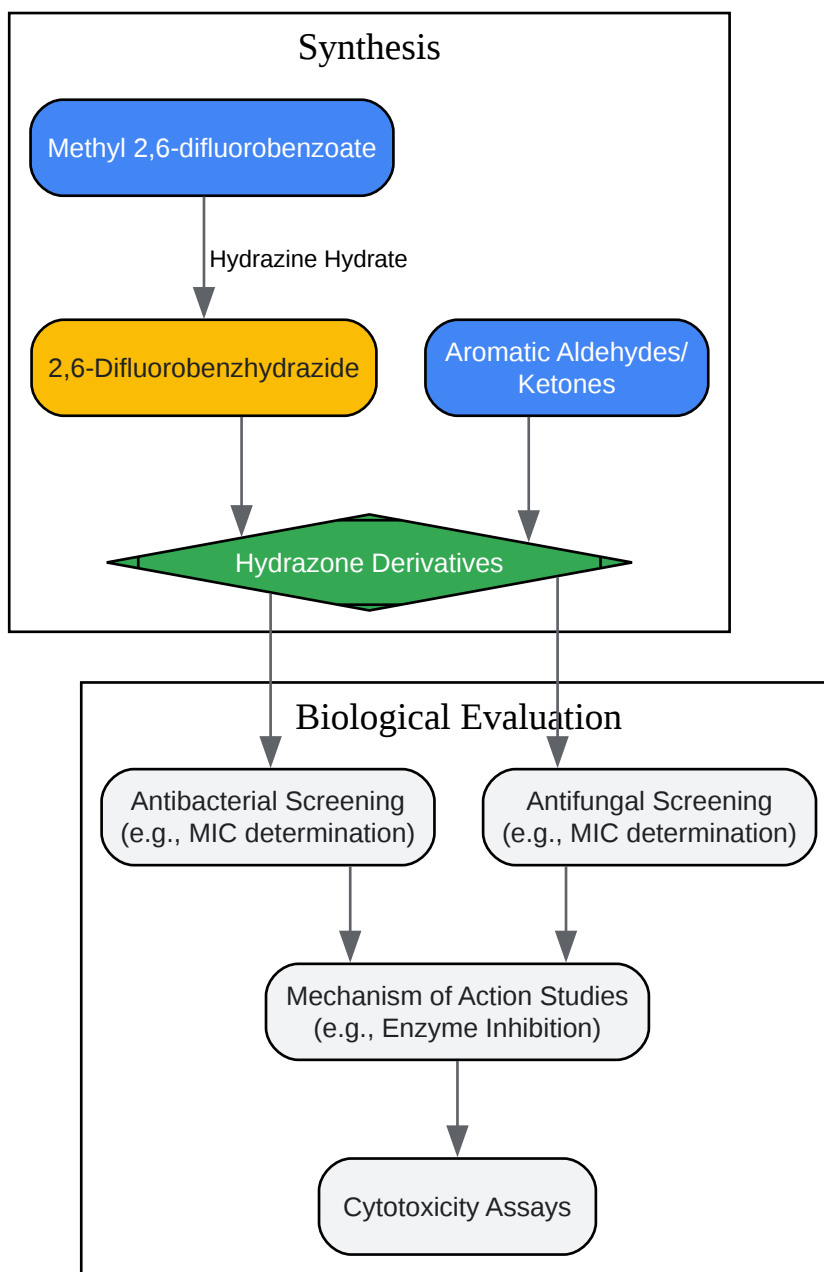 Synthesis
Methyl 2,6-difluorobenzoate
Hydrazine Hydrate
2,6-Difluorobenzhydrazide
Aromatic Aldehydes/
Ketones
Hydrazone Derivatives
Biological Evaluation
Antibacterial Screening
(e.g., MIC determination)
Antifungal Screening
(e.g., MIC determination)
Mechanism of Action Studies
(e.g., Enzyme Inhibition)
Cytotoxicity Assays